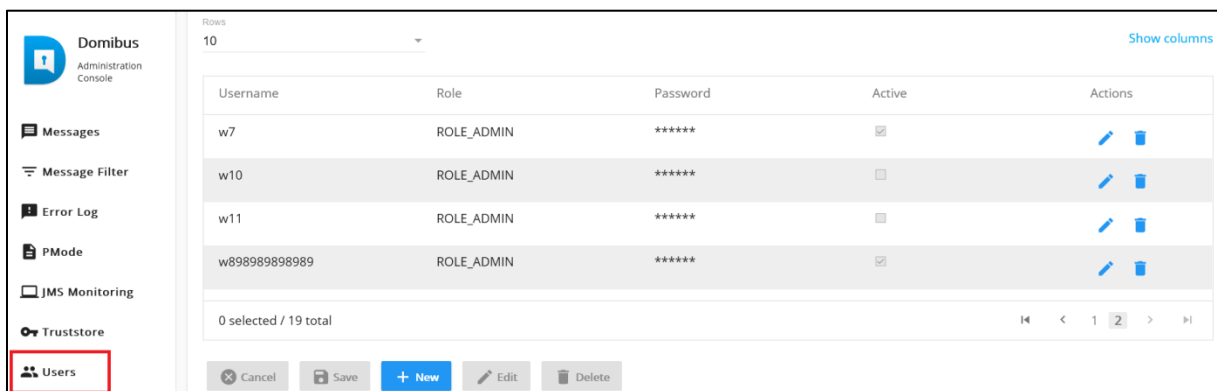 Domibus
Administration
Console
Messages
Message Filter
Error Log
PMode
JMS Monitoring
Truststore
Users
Rows
10
Show columns
Username Role Password Active Actions
w7 ROLE_ADMIN ******
w10 ROLE_ADMIN ******
w11 ROLE_ADMIN ******
w898989898989 ROLE_ADMIN ******
0 selected / 19 total 1 2
Cancel Save + New Edit Delete